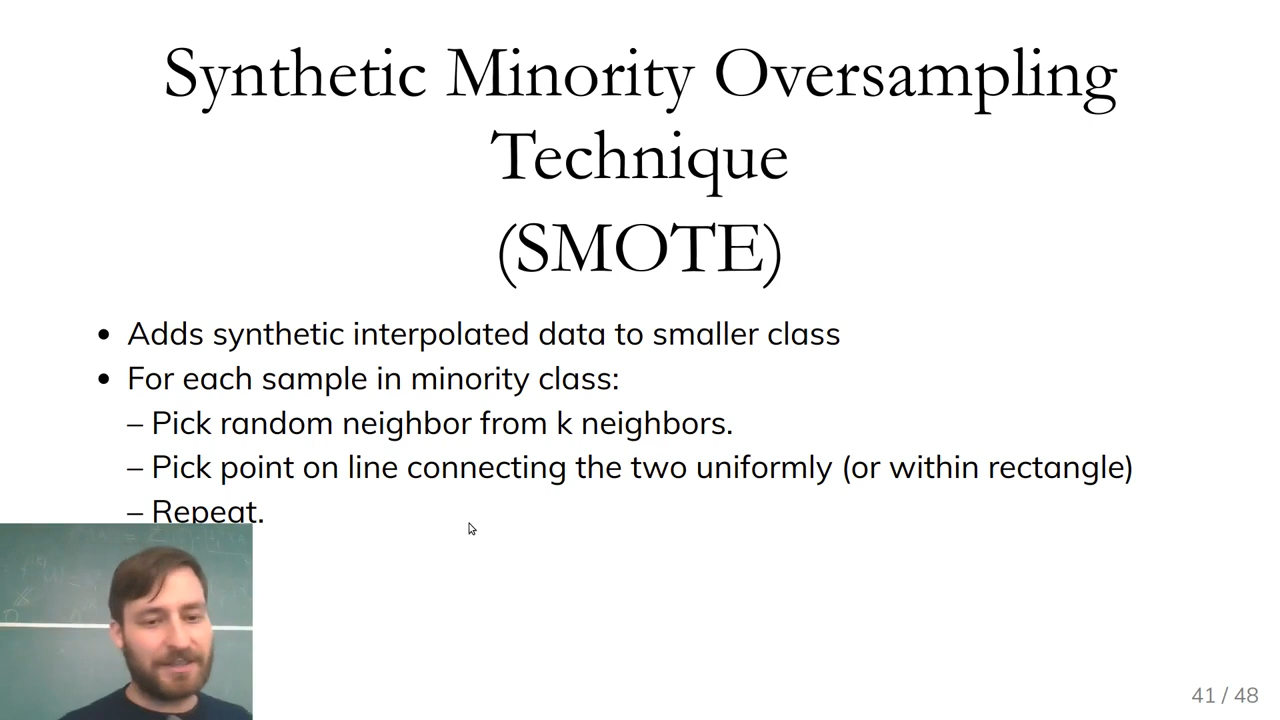 Synthetic Minority Oversampling
Technique
(SMOTE)
• Adds synthetic interpolated data to smaller class
• For each sample in minority class:
– Pick random neighbor from k neighbors.
– Pick point on line connecting the two uniformly (or within rectangle)
– Repeat.
41 / 48